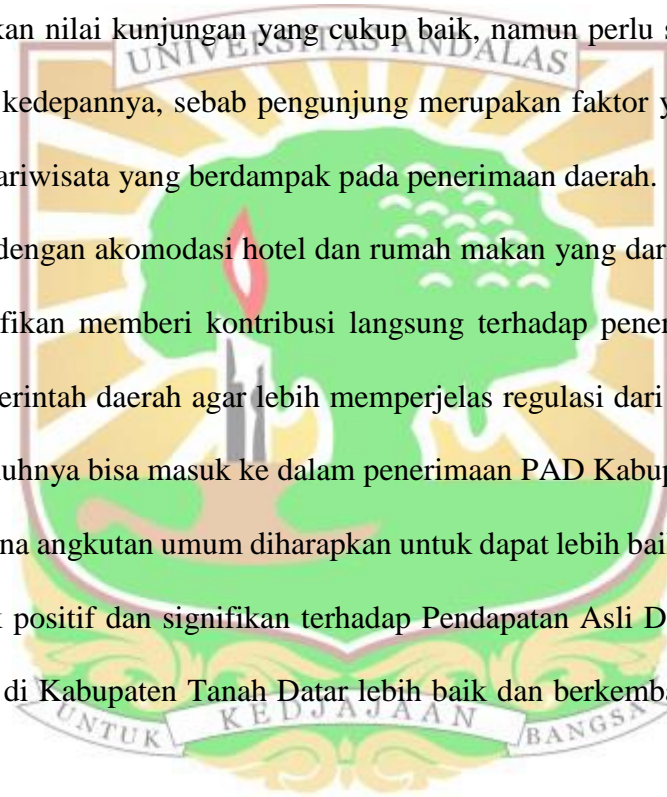 kan nilai kunjungan yang cukup baik, namun perlu s
UNIVERSITAS ANDALAS
kedepannya, sebab pengunjung merupakan faktor y
ariwisata yang berdampak pada penerimaan daerah.
dengan akomodasi hotel dan rumah makan yang dar
fikan memberi kontribusi langsung terhadap pener
erintah daerah agar lebih memperjelas regulasi dari
uhnya bisa masuk ke dalam penerimaan PAD Kabup
na angkutan umum diharapkan untuk dapat lebih baik
k positif dan signifikan terhadap Pendapatan Asli D
di Kabupaten Tanah Datar lebih baik dan berkemba
UNTUK KEDJAJAAN BANGSA